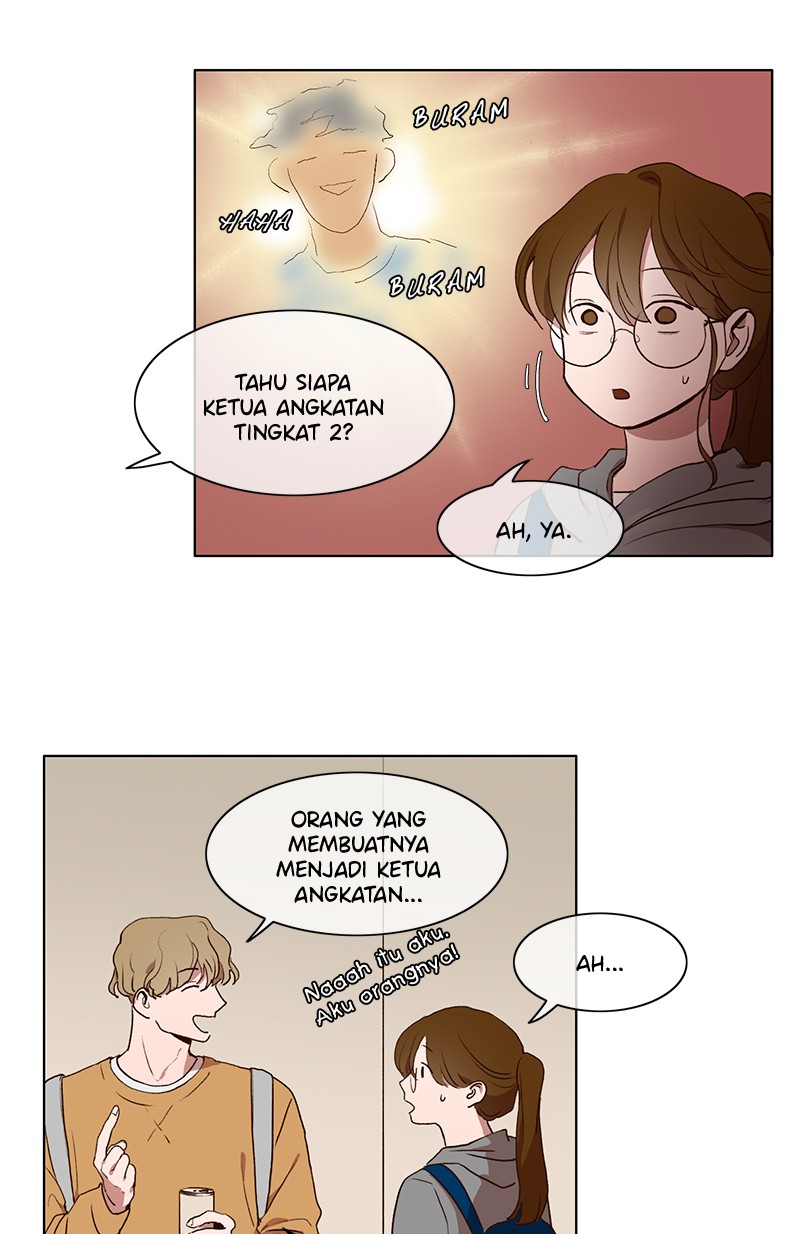 BURAM
HAHA
BURAM
TAHU SIAPA
KETUA ANGKATAN
TINGKAT 2?
AH, YA.
ORANG YANG
MEMBUATNYA
MENJADI KETUA
ANGKATAN...
Naaah itu aku.
Aku orangnya!
AH...